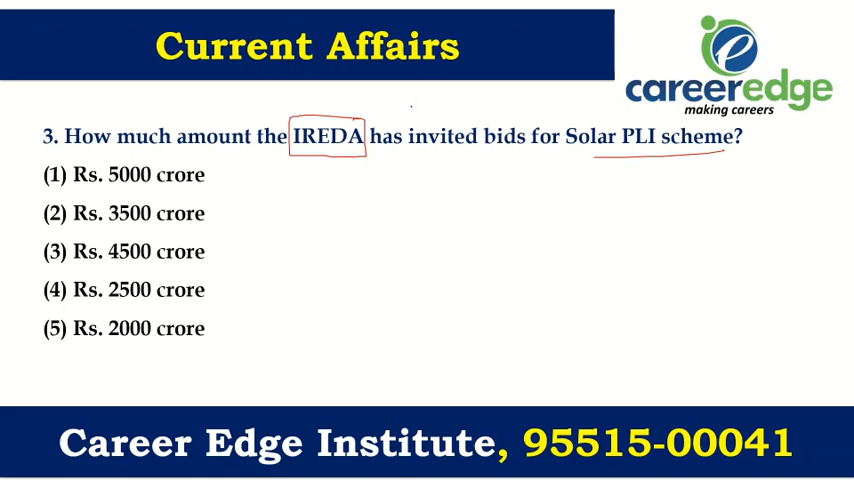 Current Affairs
careeredge
making careers
3. How much amount the IREDA has invited bids for Solar PLI scheme?
(1) Rs. 5000 crore
(2) Rs. 3500 crore
(3) Rs. 4500 crore
(4) Rs. 2500 crore
(5) Rs. 2000 crore
Career Edge Institute, 95515-00041